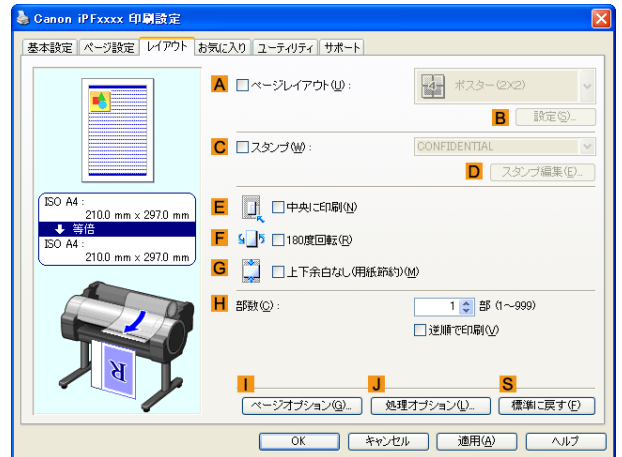 Canon iPFxxxx 印刷設定
基本設定 ページ設定 レイアウト お気に入り ユーティリティ サポート
A ページレイアウト(U) : 4 ポスター(2X2)
B 設定(S)...
C スタンプ(W) : CONFIDENTIAL
D スタンプ編集(E)...
ISO A4 :
210.0 mm x 297.0 mm
等倍
ISO A4 :
210.0 mm x 297.0 mm
E 中央に印刷(N)
F 180度回転(R)
G 上下余白なし(用紙節約)(M)
H 部数(C) : 1 部 (1～999)
逆順で印刷(V)
R
I J S
ページオプション(G)... 処理オプション(L)... 標準に戻す(F)
OK キャンセル 適用(A) ヘルプ